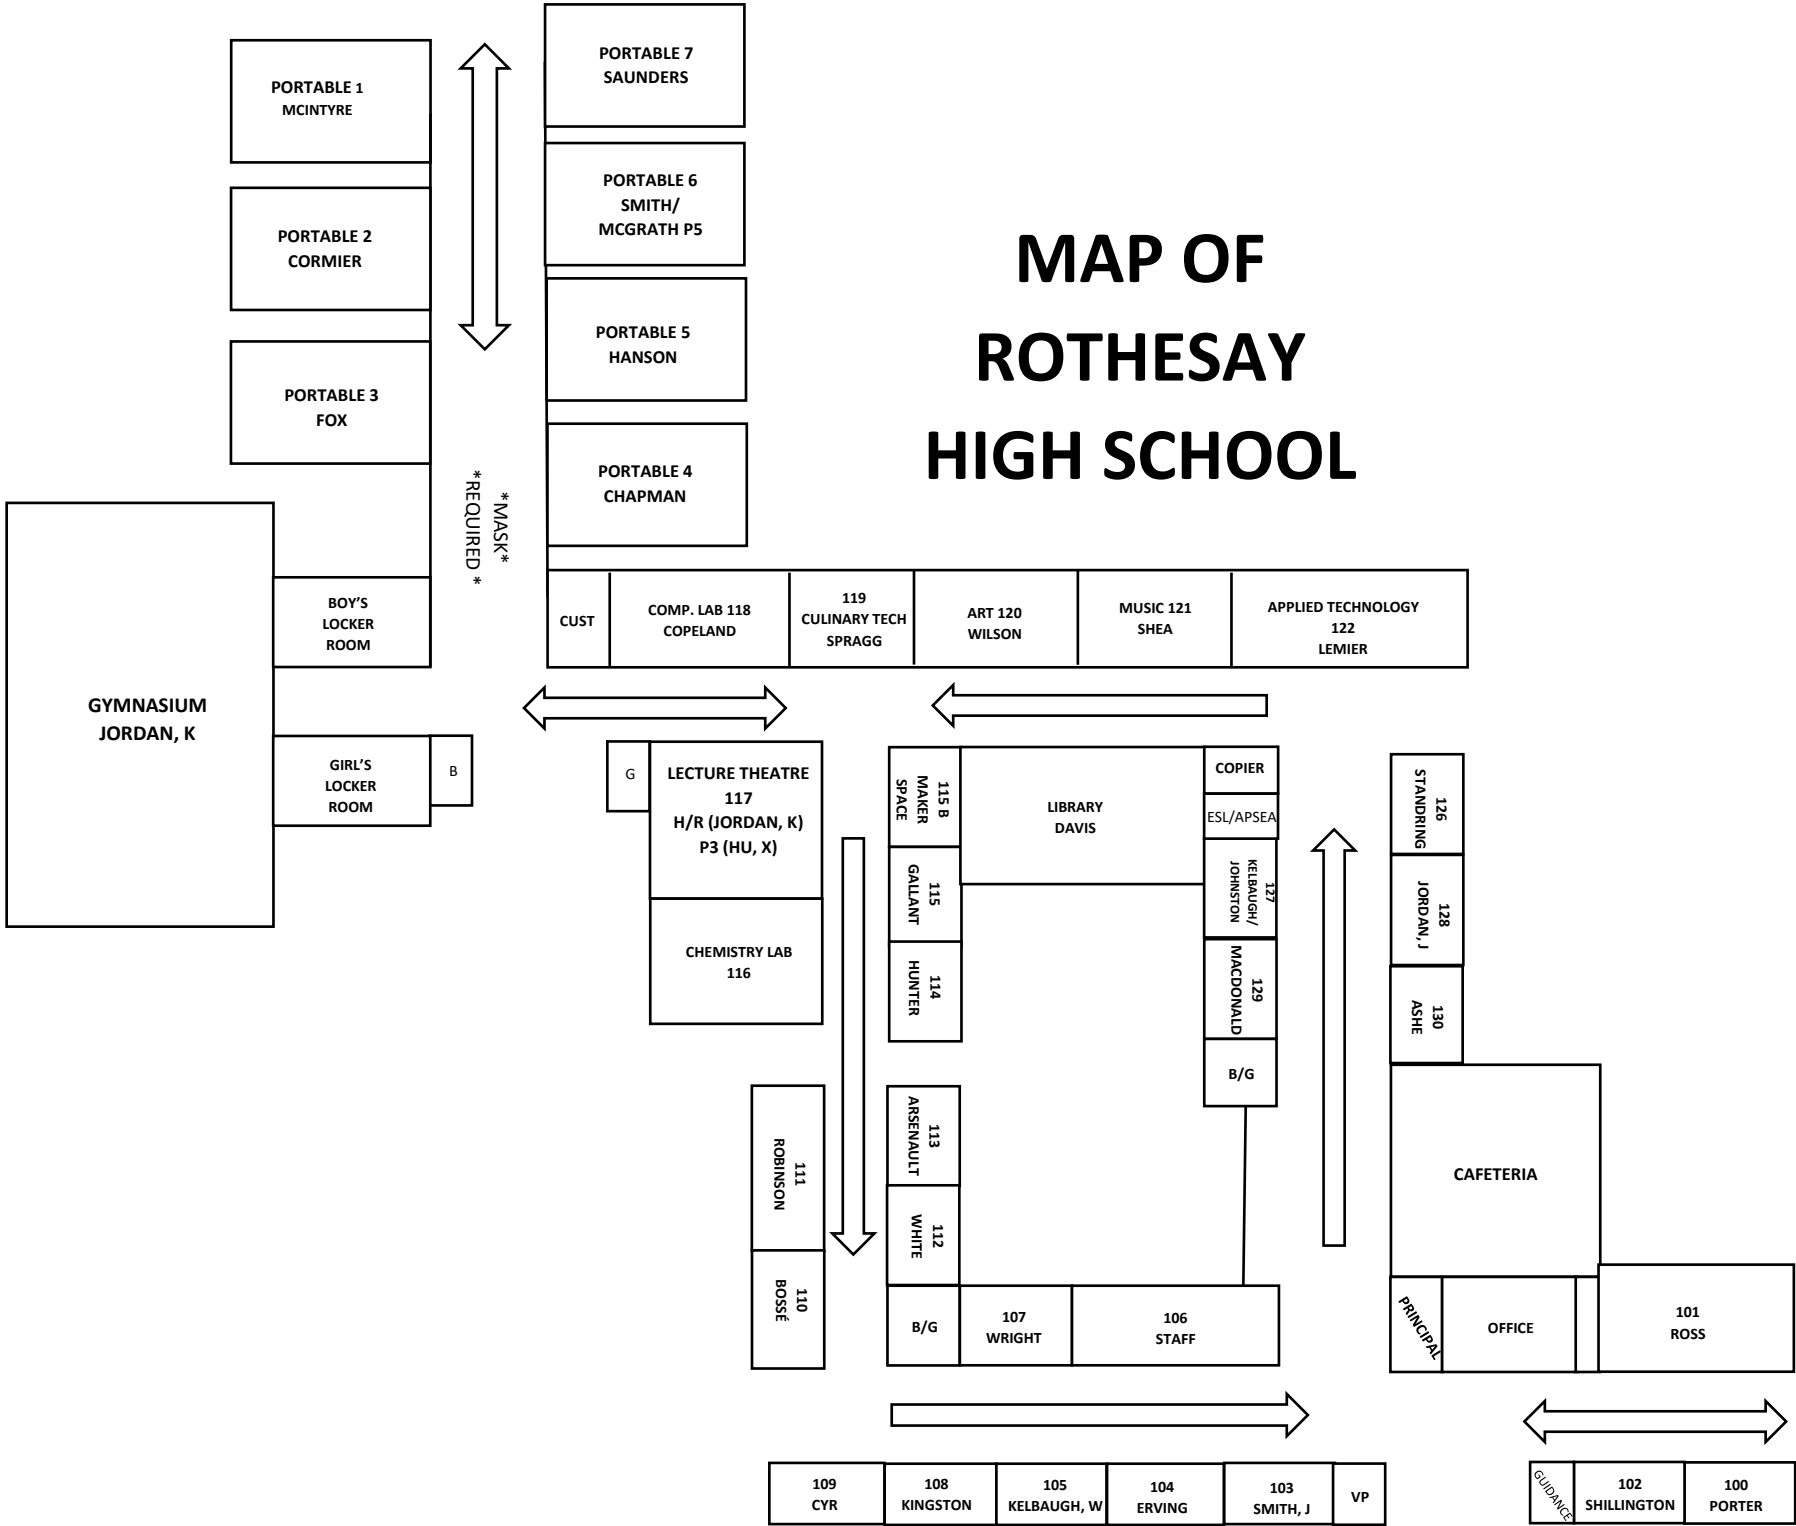 PORTABLE 1
MCINTYRE
PORTABLE 7
SAUNDERS
PORTABLE 2
CORMIER
PORTABLE 6
SMITH/
MCGRATH P5
MAP OF
ROTHESAY
HIGH SCHOOL
PORTABLE 3
FOX
PORTABLE 5
HANSON
PORTABLE 4
CHAPMAN
*MASK*
*REQUIRED *
GYMNASIUM
JORDAN, K
BOY'S
LOCKER
ROOM
GIRL'S
LOCKER
ROOM
B
CUST
COMP. LAB 118
COPELAND
119
CULINARY TECH
SPRAGG
ART 120
WILSON
MUSIC 121
SHEA
APPLIED TECHNOLOGY
122
LEMIER
G
LECTURE THEATRE
117
H/R (JORDAN, K)
P3 (HU, X)
CHEMISTRY LAB
116
115 B
MAKER
SPACE
115
GALLANT
114
HUNTER
LIBRARY
DAVIS
COPIER
ESL/APSEA
127
KELBAUGH/
JOHNSTON
129
MACDONALD
B/G
126
STANDRING
128
JORDAN, J
130
ASHE
CAFETERIA
111
ROBINSON
110
BOSSÉ
113
ARSENAULT
112
WHITE
B/G
107
WRIGHT
106
STAFF
PRINCIPAL
OFFICE
101
ROSS
109
CYR
108
KINGSTON
105
KELBAUGH, W
104
ERVING
103
SMITH, J
VP
GUIDANCE
102
SHILLINGTON
100
PORTER